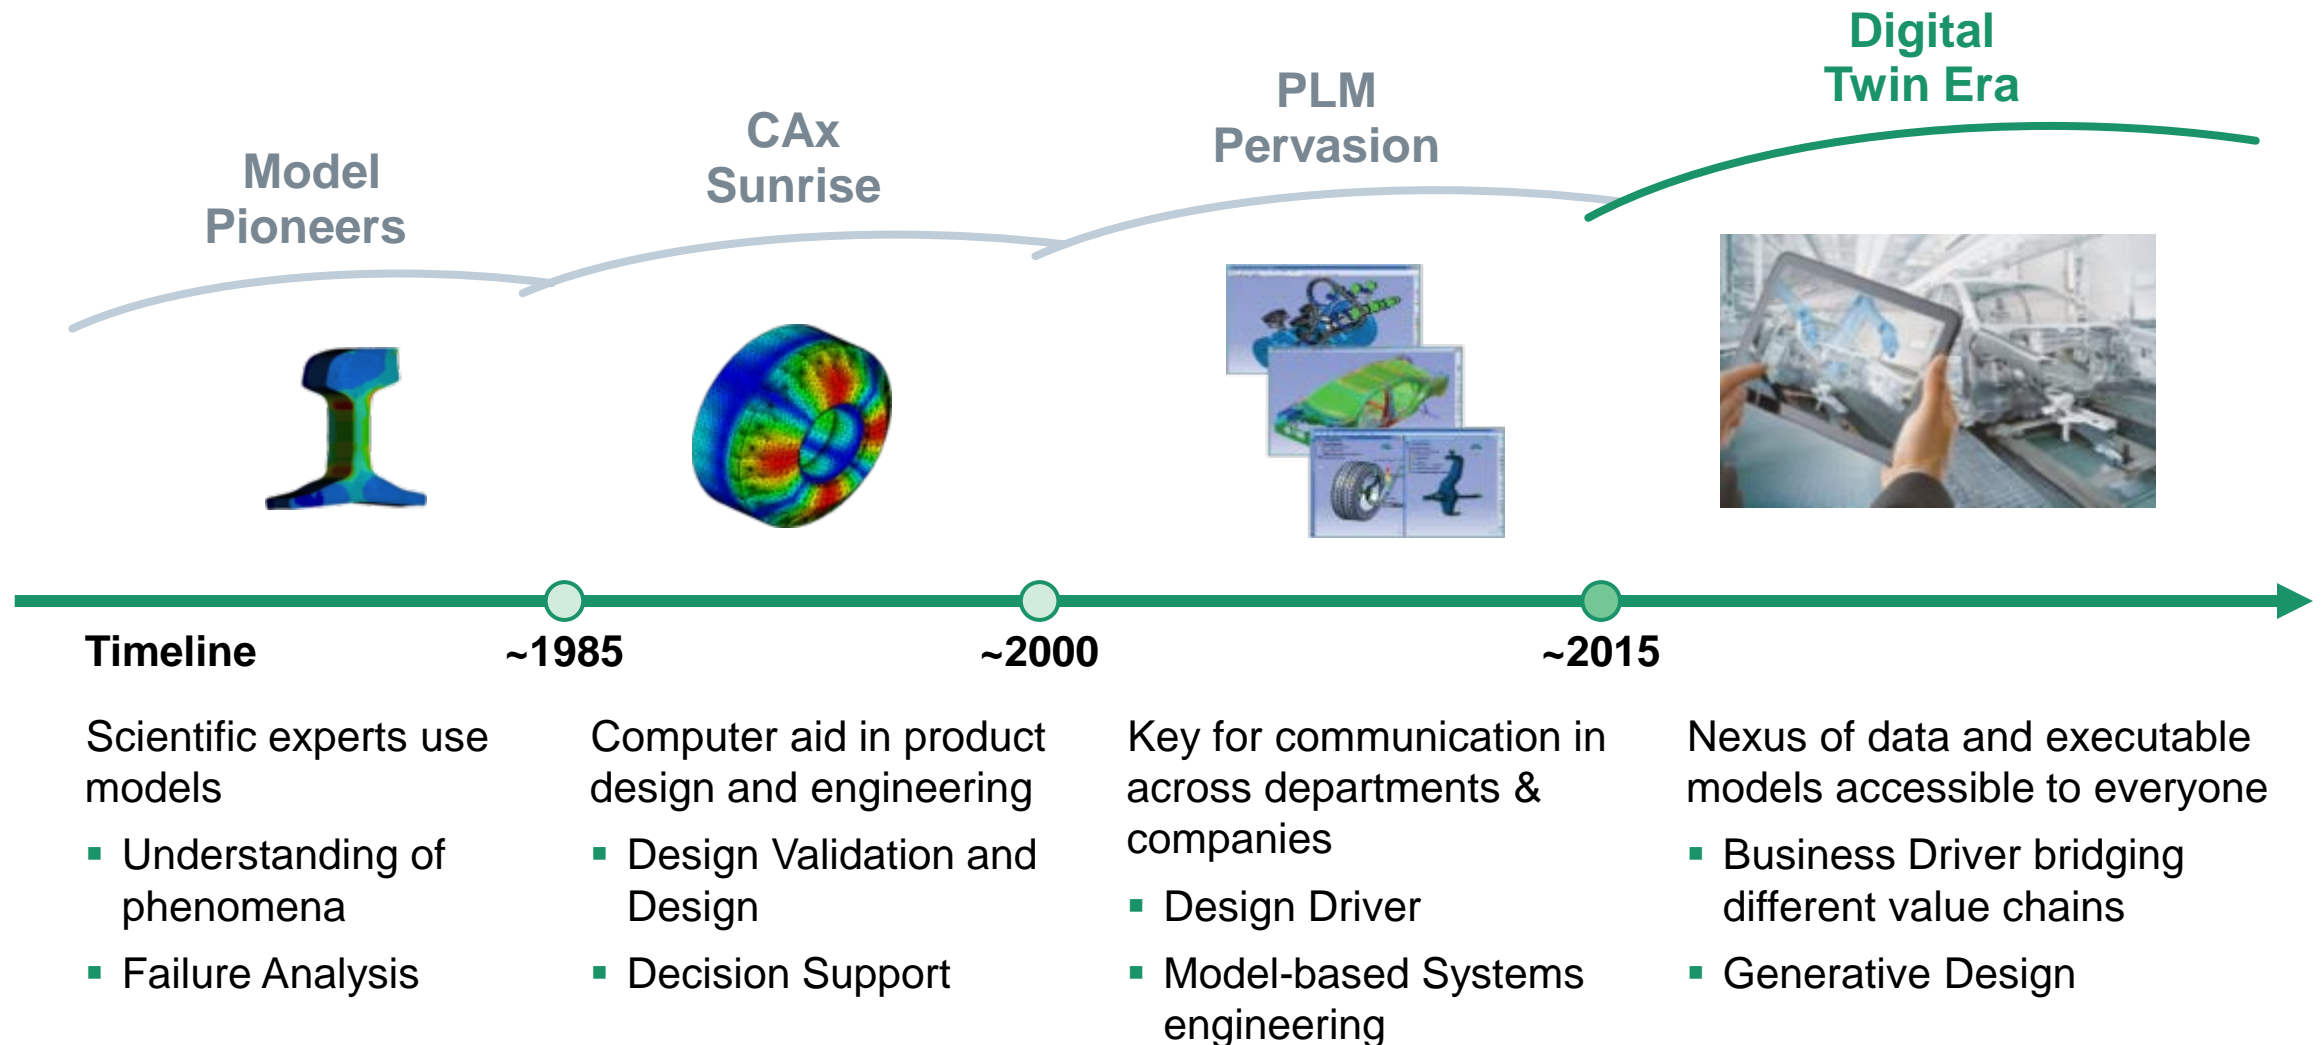 Model
Pioneers
CAx
Sunrise
PLM
Pervasion
Digital
Twin Era
Timeline
~1985
~2000
~2015
Scientific experts use
models
▪ Understanding of
phenomena
▪ Failure Analysis
Computer aid in product
design and engineering
▪ Design Validation and
Design
▪ Decision Support
Key for communication in
across departments &
companies
▪ Design Driver
▪ Model-based Systems
engineering
Nexus of data and executable
models accessible to everyone
▪ Business Driver bridging
different value chains
▪ Generative Design